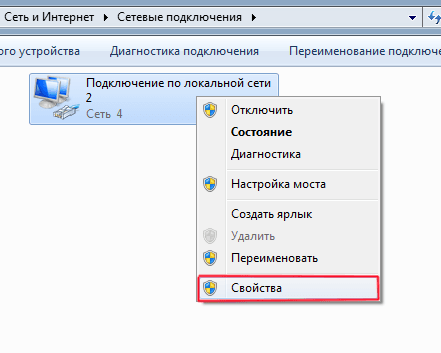 Сеть и Интернет ▸ Сетевые подключения ▸
ого устройства Диагностика подключения Переименование подключе
Подключение по локальной сети
2
Сеть 4
Отключить
Состояние
Диагностика
Настройка моста
Создать ярлык
Удалить
Переименовать
Свойства